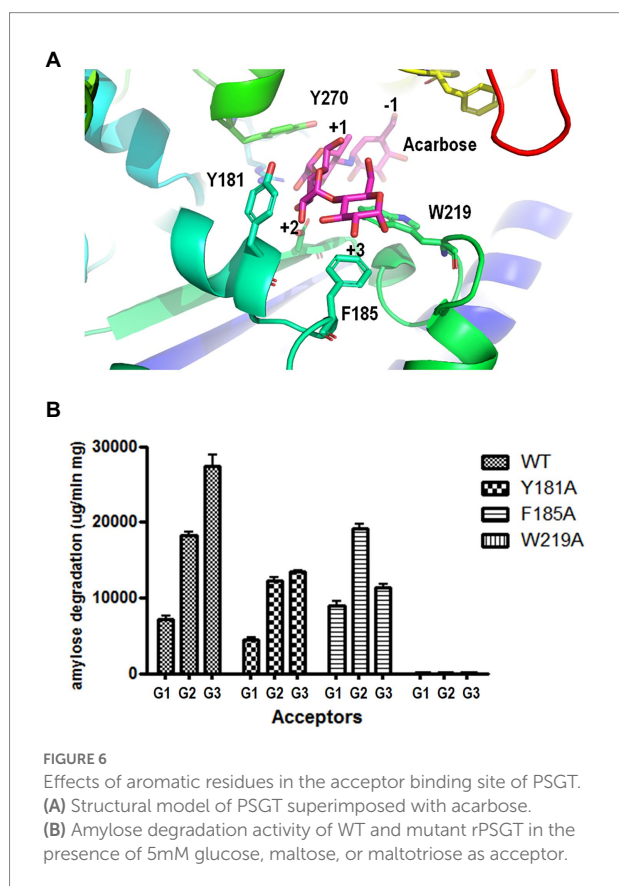 A
Y270
-1
+1
Acarbose
Y181
W219
+2
+3
F185
B
amylose degradation (ug/min mg)
30000
20000
10000
0
WT
Y181A
F185A
W219A
G1 G2 G3 G1 G2 G3 G1 G2 G3 G1 G2 G3
Acceptors
FIGURE 6
Effects of aromatic residues in the acceptor binding site of PSGT.
(A) Structural model of PSGT superimposed with acarbose.
(B) Amylose degradation activity of WT and mutant rPSGT in the
presence of 5mM glucose, maltose, or maltotriose as acceptor.